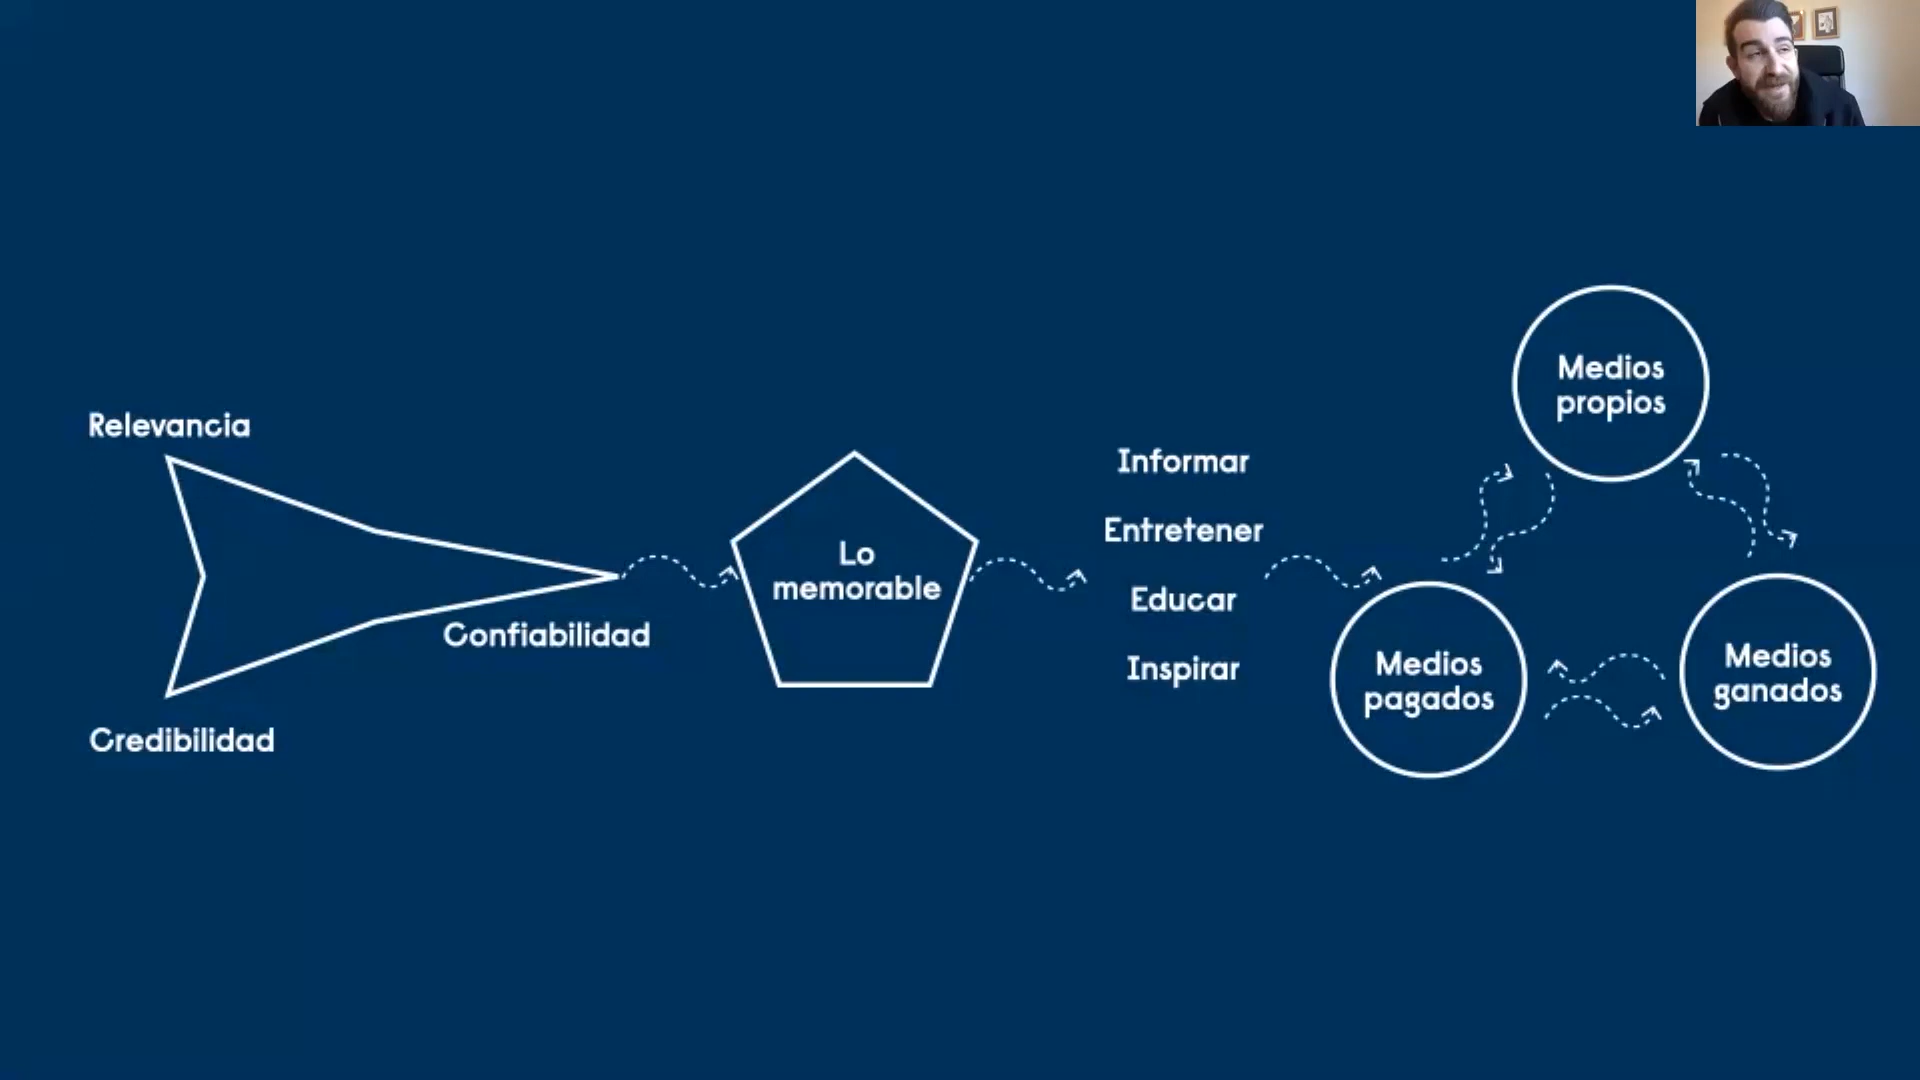 Relevancia
Credibilidad
Confiabilidad
Lo
memorable
Informar
Entretener
Educar
Inspirar
Medios
propios
Medios
pagados
Medios
ganados